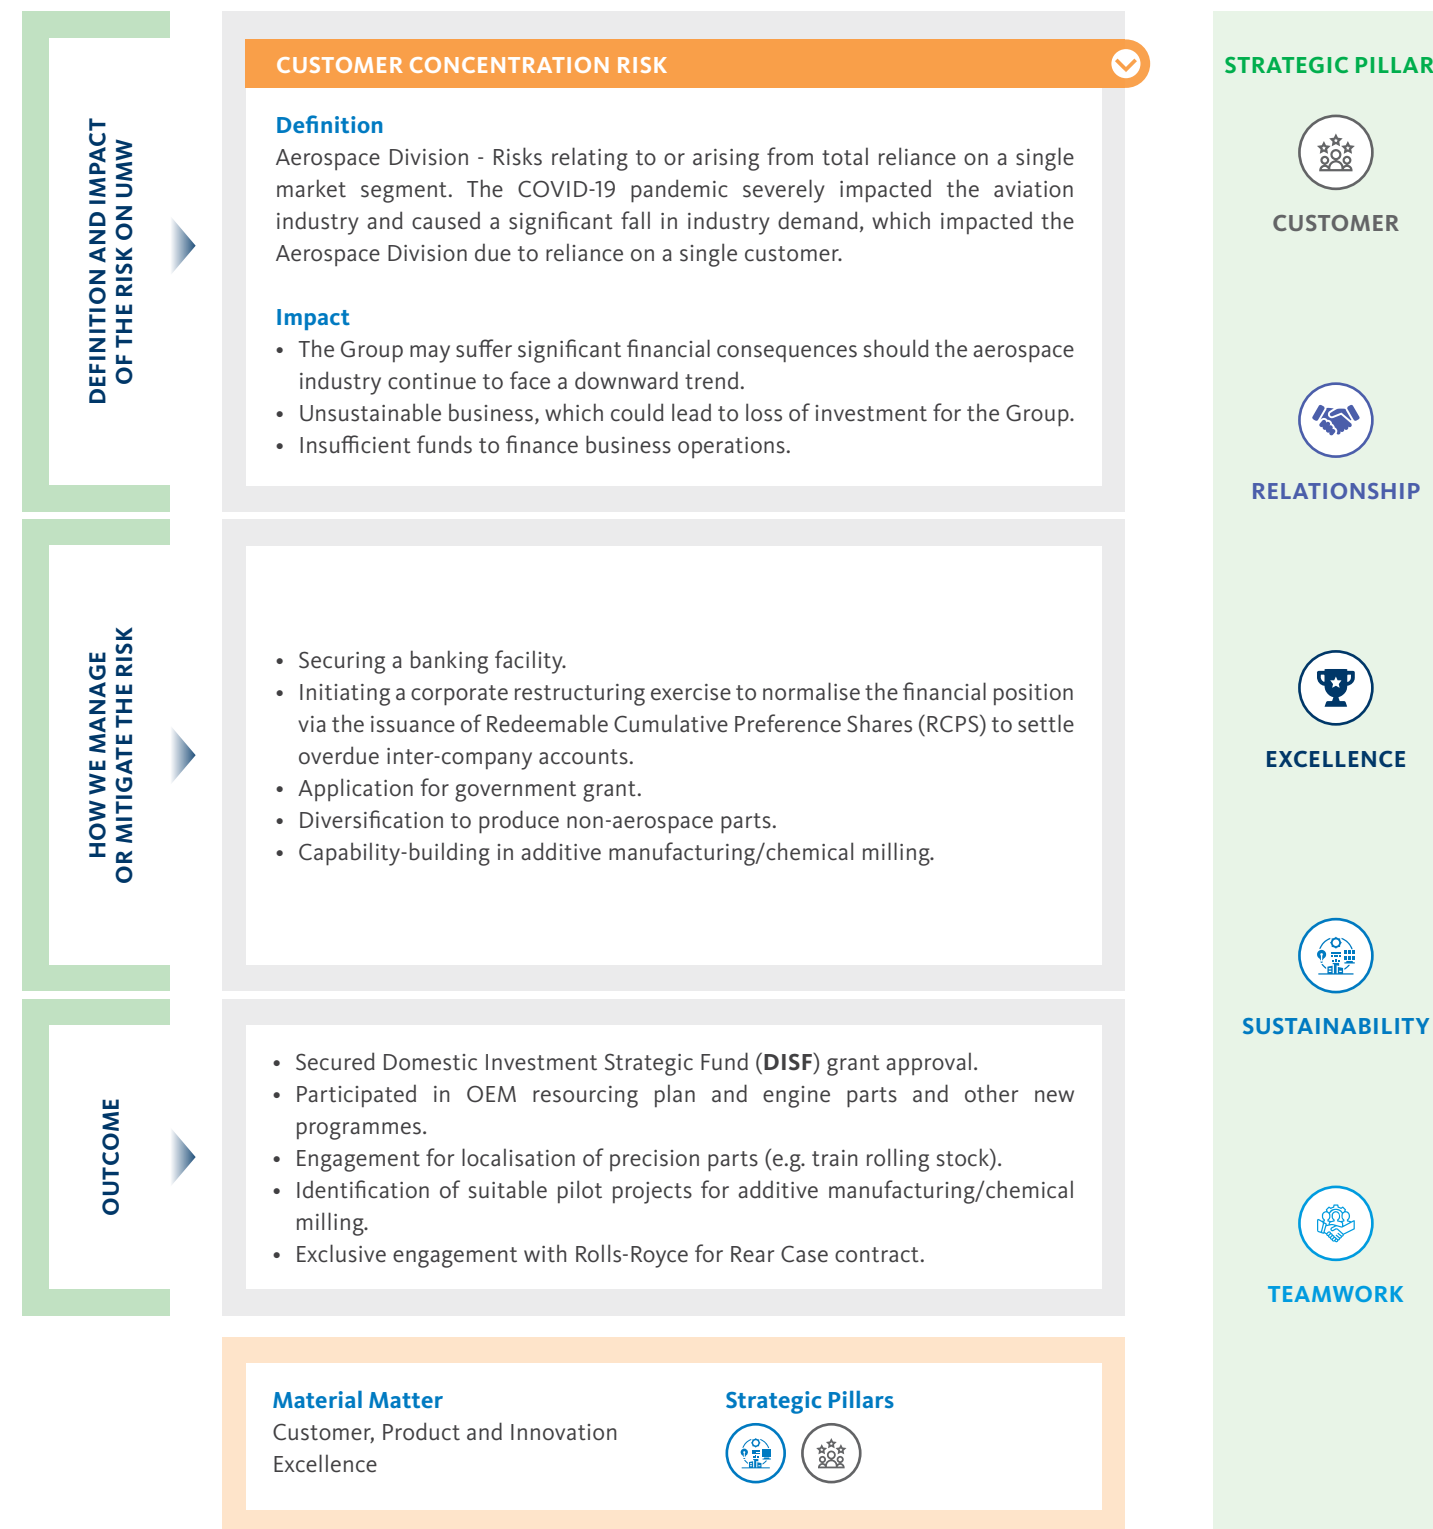 DEFINITION AND IMPACT
OF THE RISK ON UMW
CUSTOMER CONCENTRATION RISK
Definition
Aerospace Division - Risks relating to or arising from total reliance on a single
market segment. The COVID-19 pandemic severely impacted the aviation
industry and caused a significant fall in industry demand, which impacted the
Aerospace Division due to reliance on a single customer.
Impact
• The Group may suffer significant financial consequences should the aerospace
industry continue to face a downward trend.
• Unsustainable business, which could lead to loss of investment for the Group.
• Insufficient funds to finance business operations.
HOW WE MANAGE
OR MITIGATE THE RISK
• Securing a banking facility.
• Initiating a corporate restructuring exercise to normalise the financial position
via the issuance of Redeemable Cumulative Preference Shares (RCPS) to settle
overdue inter-company accounts.
• Application for government grant.
• Diversification to produce non-aerospace parts.
• Capability-building in additive manufacturing/chemical milling.
OUTCOME
• Secured Domestic Investment Strategic Fund (DISF) grant approval.
• Participated in OEM resourcing plan and engine parts and other new
programmes.
• Engagement for localisation of precision parts (e.g. train rolling stock).
• Identification of suitable pilot projects for additive manufacturing/chemical
milling.
• Exclusive engagement with Rolls-Royce for Rear Case contract.
Material Matter
Customer, Product and Innovation
Excellence
Strategic Pillars
STRATEGIC PILLAR
CUSTOMER
RELATIONSHIP
EXCELLENCE
SUSTAINABILITY
TEAMWORK